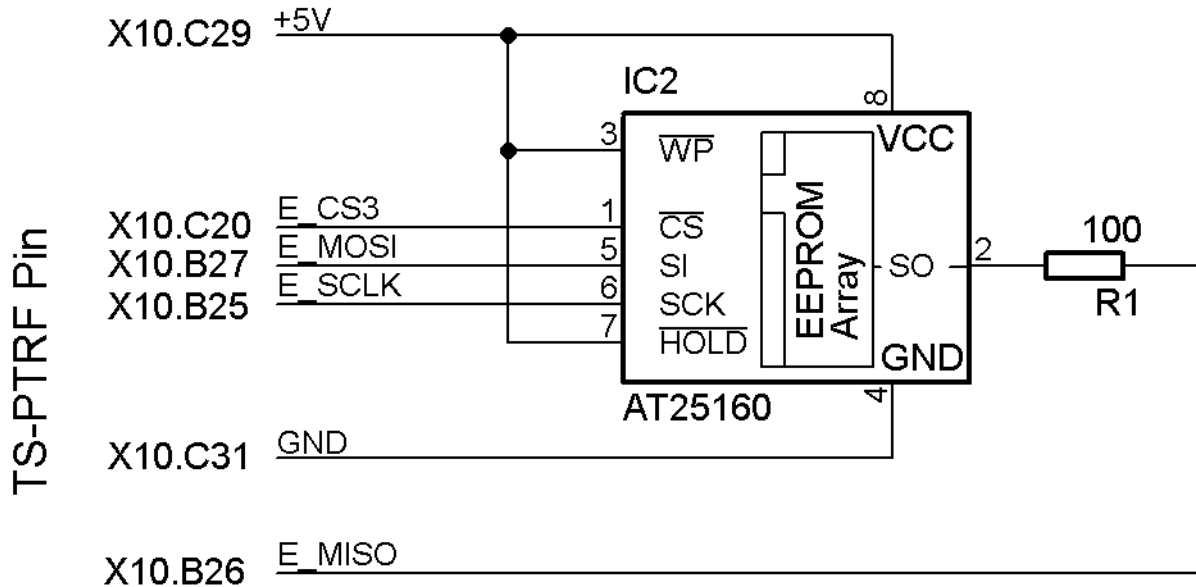 X10.C29 +5V
IC2
8
3 WP VCC
X10.C20 E_CS3 1 CS
X10.B27 E_MOSI 5 SI
X10.B25 E_SCLK 6 SCK
7 HOLD
EEPROM
Array
SO 2
100
R1
GND
4
AT25160
X10.C31 GND
X10.B26 E_MISO
TS-PTRF Pin